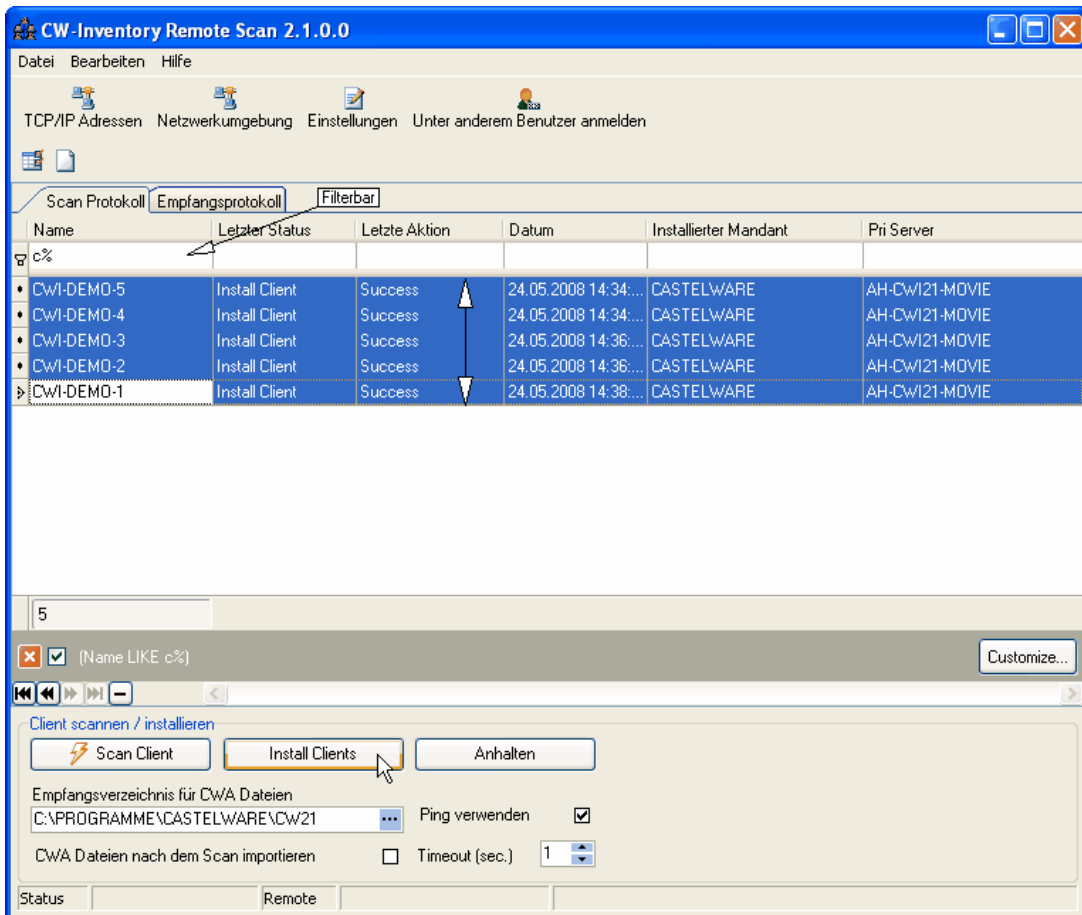 CW-Inventory Remote Scan 2.1.0.0
Datei Bearbeiten Hilfe
TCP/IP Adressen Netzwerkumgebung Einstellungen Unter anderem Benutzer anmelden
Scan Protokoll Empfangsprotokoll Filterbar
Name Letzter Status Letzte Aktion Datum Installierter Mandant Pri Server
c%
CWI-DEMO-5 Install Client Success 24.05.2008 14:34:... CASTELWARE AH-CWI21-MOVIE
CWI-DEMO-4 Install Client Success 24.05.2008 14:34:... CASTELWARE AH-CWI21-MOVIE
CWI-DEMO-3 Install Client Success 24.05.2008 14:36:... CASTELWARE AH-CWI21-MOVIE
CWI-DEMO-2 Install Client Success 24.05.2008 14:36:... CASTELWARE AH-CWI21-MOVIE
CWI-DEMO-1 Install Client Success 24.05.2008 14:38:... CASTELWARE AH-CWI21-MOVIE
5
(Name LIKE c%) Customize...
Client scannen / installieren
Scan Client Install Clients Anhalten
Empfangsverzeichnis für CWA Dateien
C:\PROGRAMME\CASTELWARE\CW21 ... Ping verwenden
CWA Dateien nach dem Scan importieren Timeout (sec.) 1
Status Remote